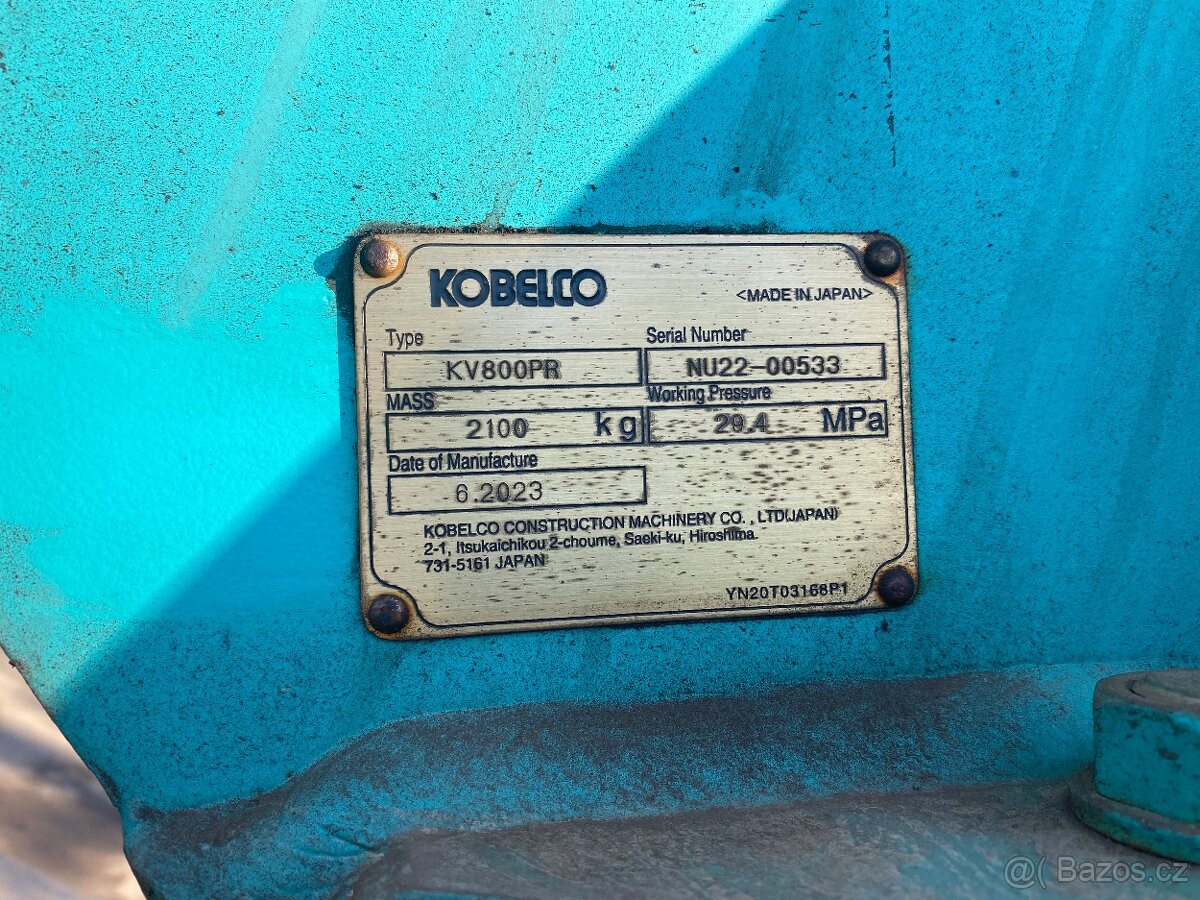 KOBELCO
<MADE IN JAPAN>
Type
KV800PR
Serial Number
NU22-00533
MASS
2100 kg
Working Pressure
29.4 MPa
Date of Manufacture
6.2023
KOBELCO CONSTRUCTION MACHINERY CO. , LTD(JAPAN)
2-1, Itsukaichikou 2-choume, Saeki-ku, Hiroshima.
731-5161 JAPAN
YN20T03168P1
@( Bazos.cz